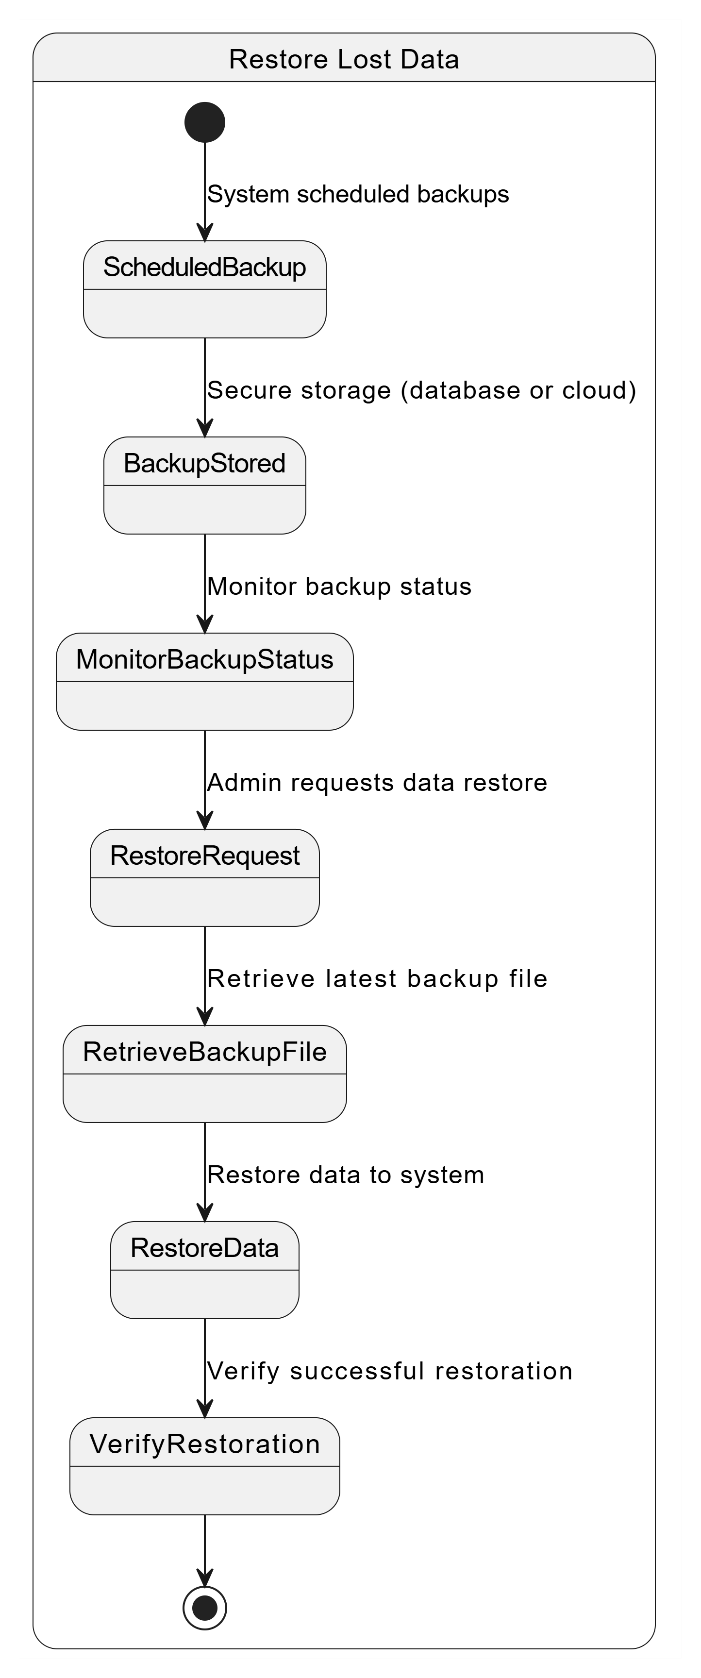 Restore Lost Data
System scheduled backups
ScheduledBackup
Secure storage (database or cloud)
BackupStored
Monitor backup status
MonitorBackupStatus
Admin requests data restore
RestoreRequest
Retrieve latest backup file
RetrieveBackupFile
Restore data to system
RestoreData
Verify successful restoration
VerifyRestoration